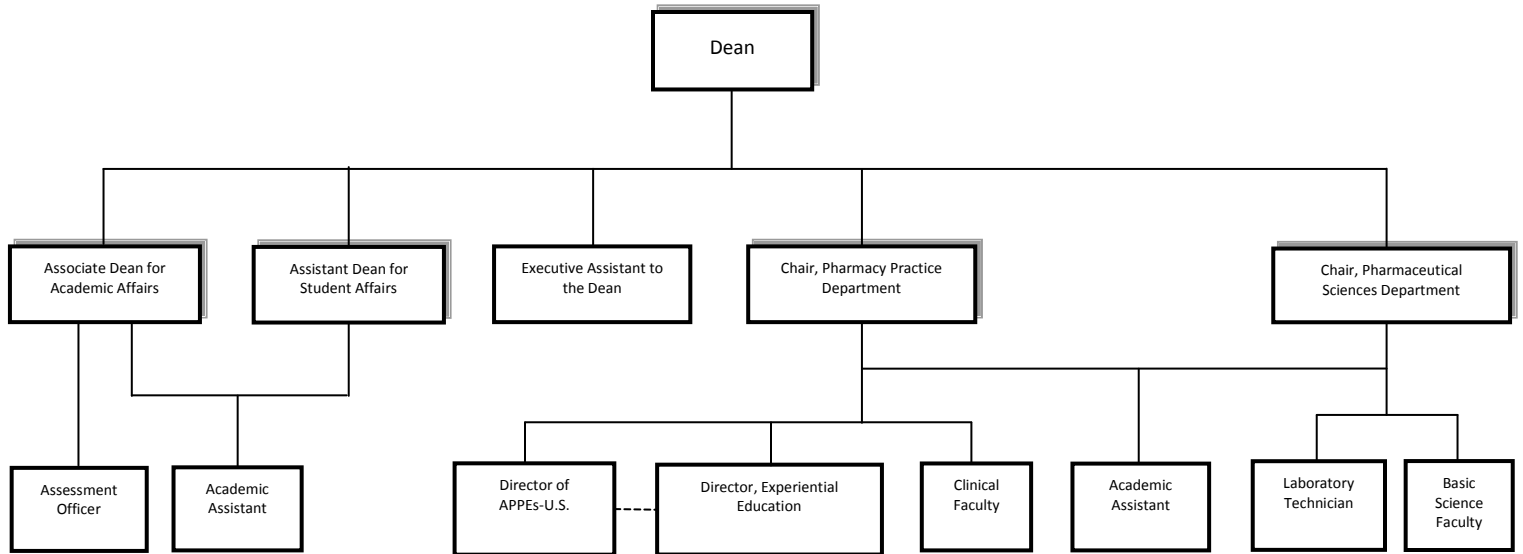 Dean
Associate Dean for
Academic Affairs
Assistant Dean for
Student Affairs
Executive Assistant to
the Dean
Chair, Pharmacy Practice
Department
Chair, Pharmaceutical
Sciences Department
Assessment
Officer
Academic
Assistant
Director of
APPEs-U.S.
Director, Experiential
Education
Clinical
Faculty
Academic
Assistant
Laboratory
Technician
Basic
Science
Faculty